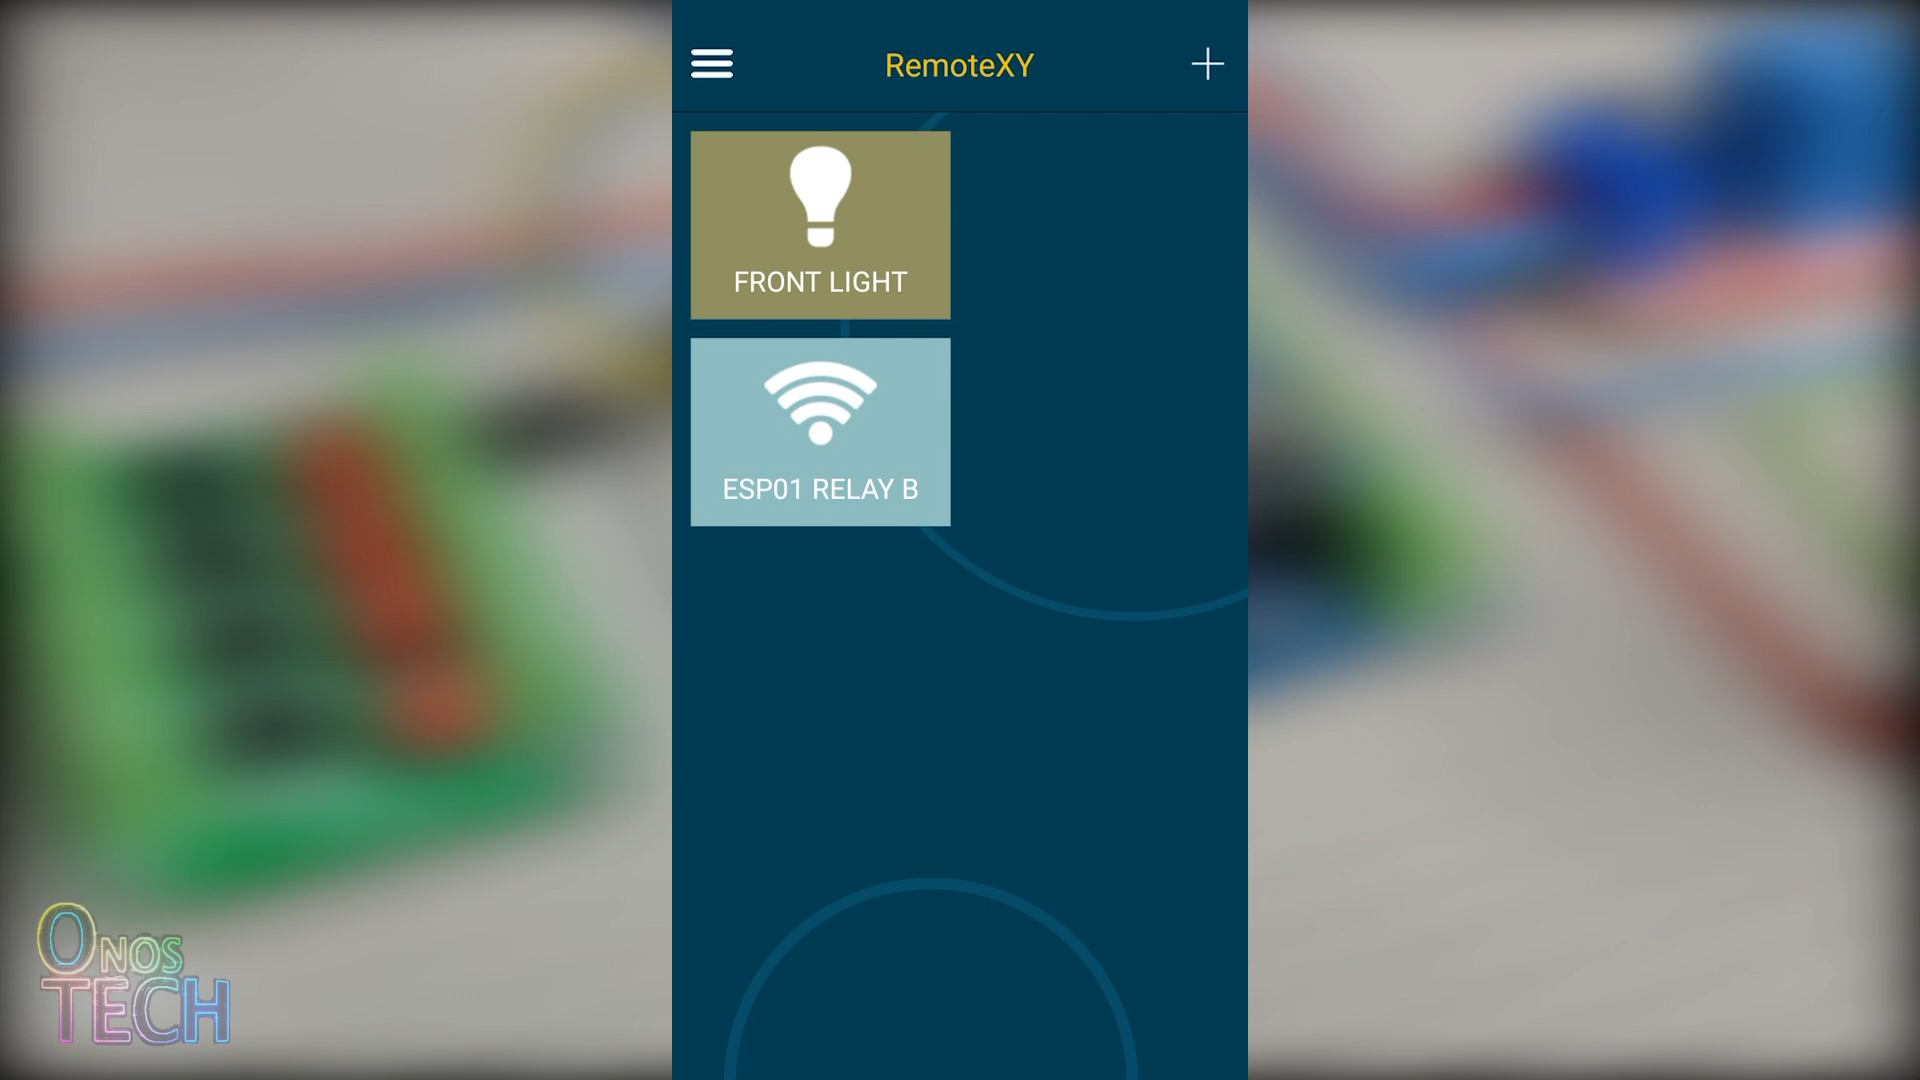 RemoteXY
FRONT LIGHT
ESP01 RELAY B
ONOS
TECH